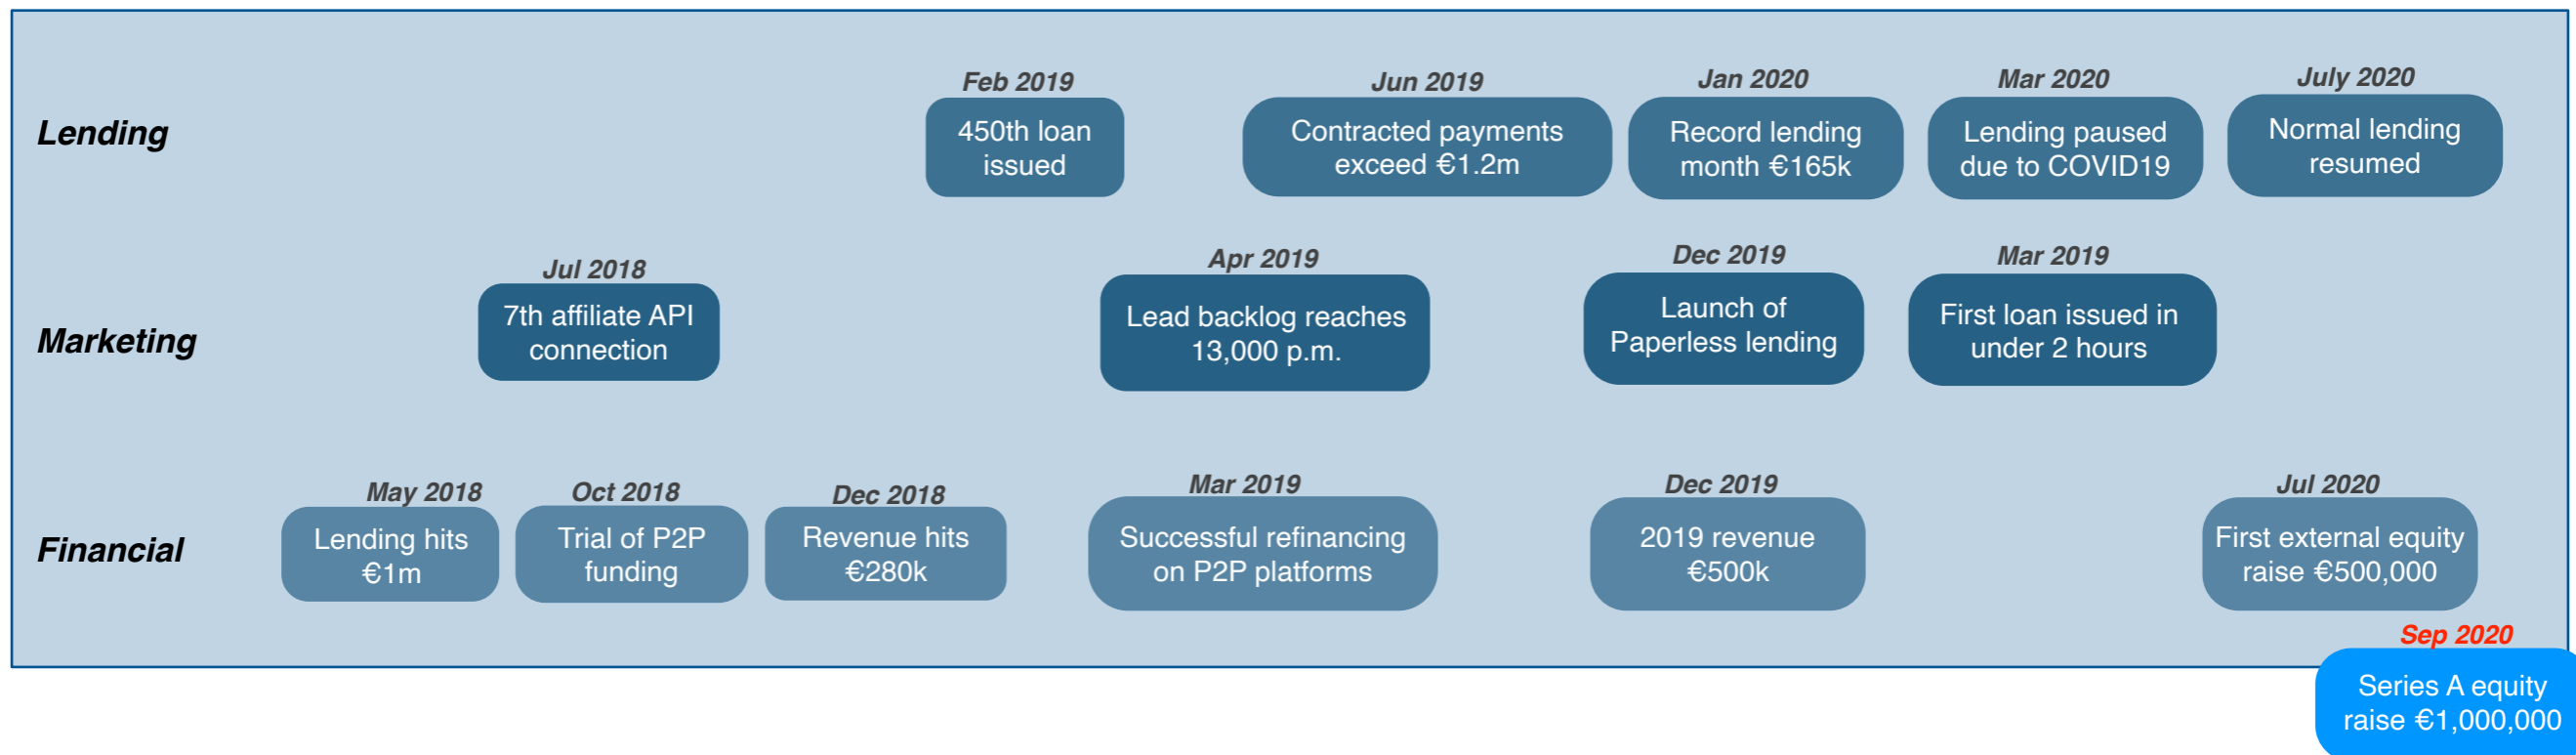 Lending
Feb 2019
450th loan
issued
Jun 2019
Contracted payments
exceed €1.2m
Jan 2020
Record lending
month €165k
Mar 2020
Lending paused
due to COVID19
July 2020
Normal lending
resumed
Marketing
Jul 2018
7th affiliate API
connection
Apr 2019
Lead backlog reaches
13,000 p.m.
Dec 2019
Launch of
Paperless lending
Mar 2019
First loan issued in
under 2 hours
Financial
May 2018
Lending hits
€1m
Oct 2018
Trial of P2P
funding
Dec 2018
Revenue hits
€280k
Mar 2019
Successful refinancing
on P2P platforms
Dec 2019
2019 revenue
€500k
Jul 2020
First external equity
raise €500,000
Sep 2020
Series A equity
raise €1,000,000